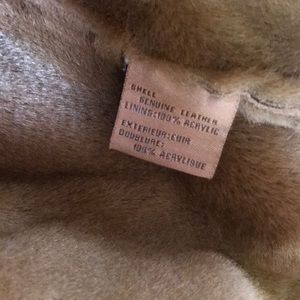 SHELL
GENUINE LEATHER
LINING:100% ACRYLIC
EXTERIEUR:CUIR
DOUBLURE:
100% ACRYLIQUE